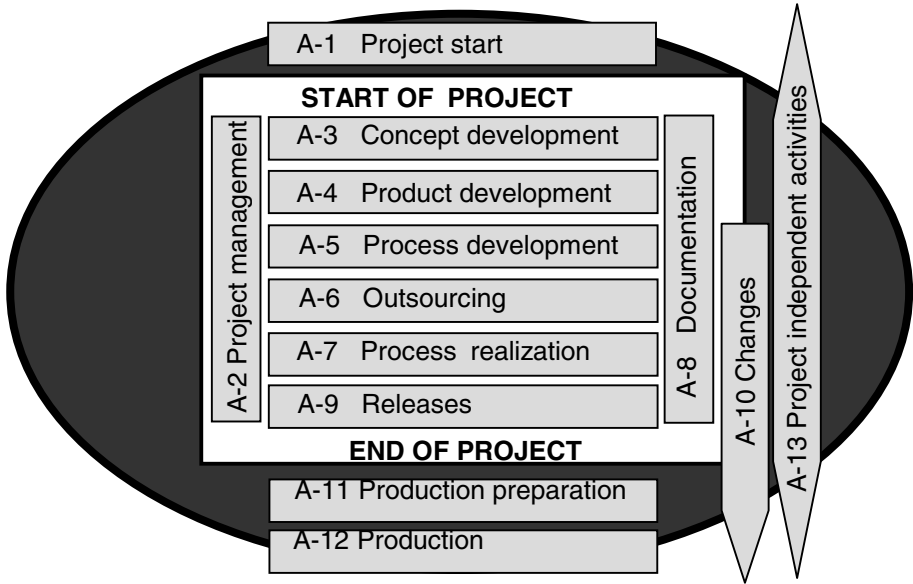 A-1 Project start
START OF PROJECT
A-2 Project management
A-3 Concept development
A-4 Product development
A-5 Process development
A-6 Outsourcing
A-7 Process realization
A-9 Releases
A-8 Documentation
A-10 Changes
A-13 Project independent activities
END OF PROJECT
A-11 Production preparation
A-12 Production